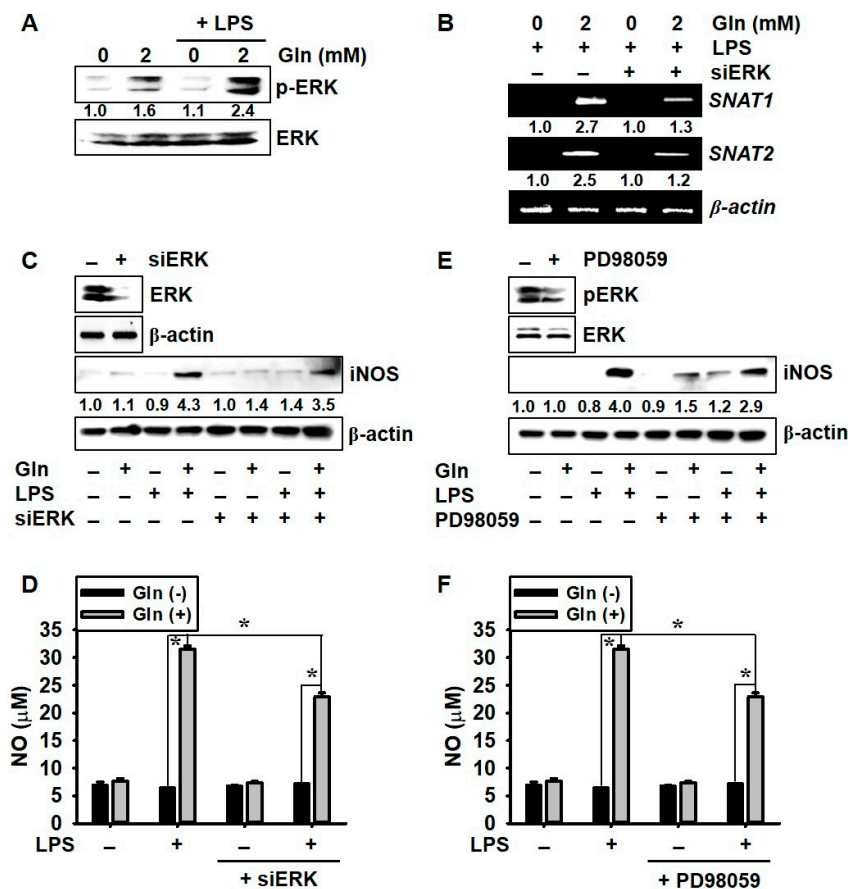 A
+ LPS
0 2 0 2 Gln (mM)
p-ERK
1.0 1.6 1.1 2.4
ERK
B
0 2 0 2 Gln (mM)
+ + + + LPS
– – + + siERK
SNAT1
1.0 2.7 1.0 1.3
SNAT2
1.0 2.5 1.0 1.2
β-actin
C
– + siERK
ERK
β-actin
iNOS
1.0 1.1 0.9 4.3 1.0 1.4 1.4 3.5
β-actin
Gln – + – + – + – +
LPS – – + + – – + +
siERK – – – – + + + +
E
– + PD98059
pERK
ERK
iNOS
1.0 1.0 0.8 4.0 0.9 1.5 1.2 2.9
β-actin
Gln – + – + – + – +
LPS – – + + – – + +
PD98059 – – – – + + + +
D
Gln (-)
Gln (+)
NO (μM)
35
30
25
20
15
10
5
0
* * *
LPS – + – +
+ siERK
F
Gln (-)
Gln (+)
NO (μM)
35
30
25
20
15
10
5
0
* * *
LPS – + – +
+ PD98059